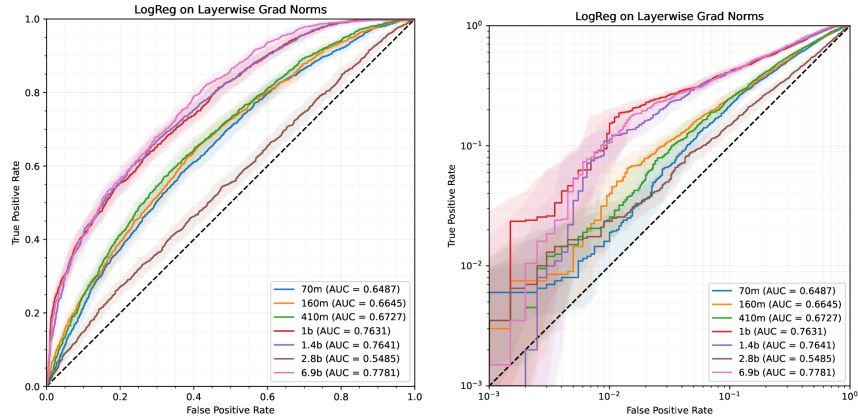 LogReg on Layerwise Grad Norms
1.0
0.8
0.6
0.4
0.2
0.0
True Positive Rate
0.0
0.2
0.4
0.6
0.8
1.0
False Positive Rate
70m (AUC = 0.6487)
160m (AUC = 0.6645)
410m (AUC = 0.6727)
1b (AUC = 0.7631)
1.4b (AUC = 0.7641)
2.8b (AUC = 0.5485)
6.9b (AUC = 0.7781)
LogReg on Layerwise Grad Norms
10⁰
10⁻¹
10⁻²
10⁻³
True Positive Rate
10⁻³
10⁻²
10⁻¹
10⁰
False Positive Rate
70m (AUC = 0.6487)
160m (AUC = 0.6645)
410m (AUC = 0.6727)
1b (AUC = 0.7631)
1.4b (AUC = 0.7641)
2.8b (AUC = 0.5485)
6.9b (AUC = 0.7781)